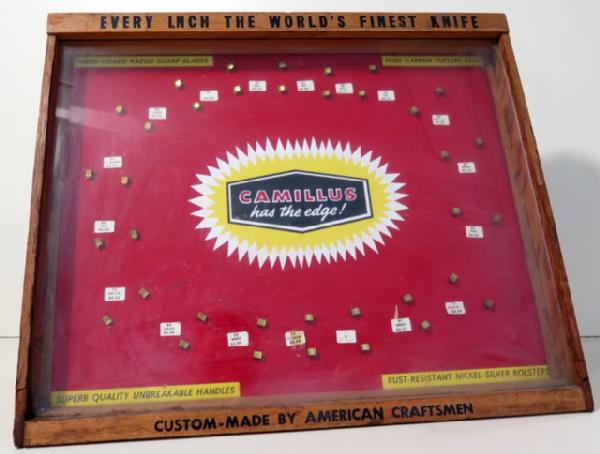 EVERY LNCH THE WORLD'S FINEST KNIFE
HAND HONED RAZOR SHARP BLADES
HIGH CARBON CUTLERY STEEL
CAMILLUS
has the edge!
SUPERB QUALITY UNBREAKABLE HANDLES
RUST-RESISTANT NICKEL-SILVER BOLSTERS
CUSTOM-MADE BY AMERICAN CRAFTSMEN